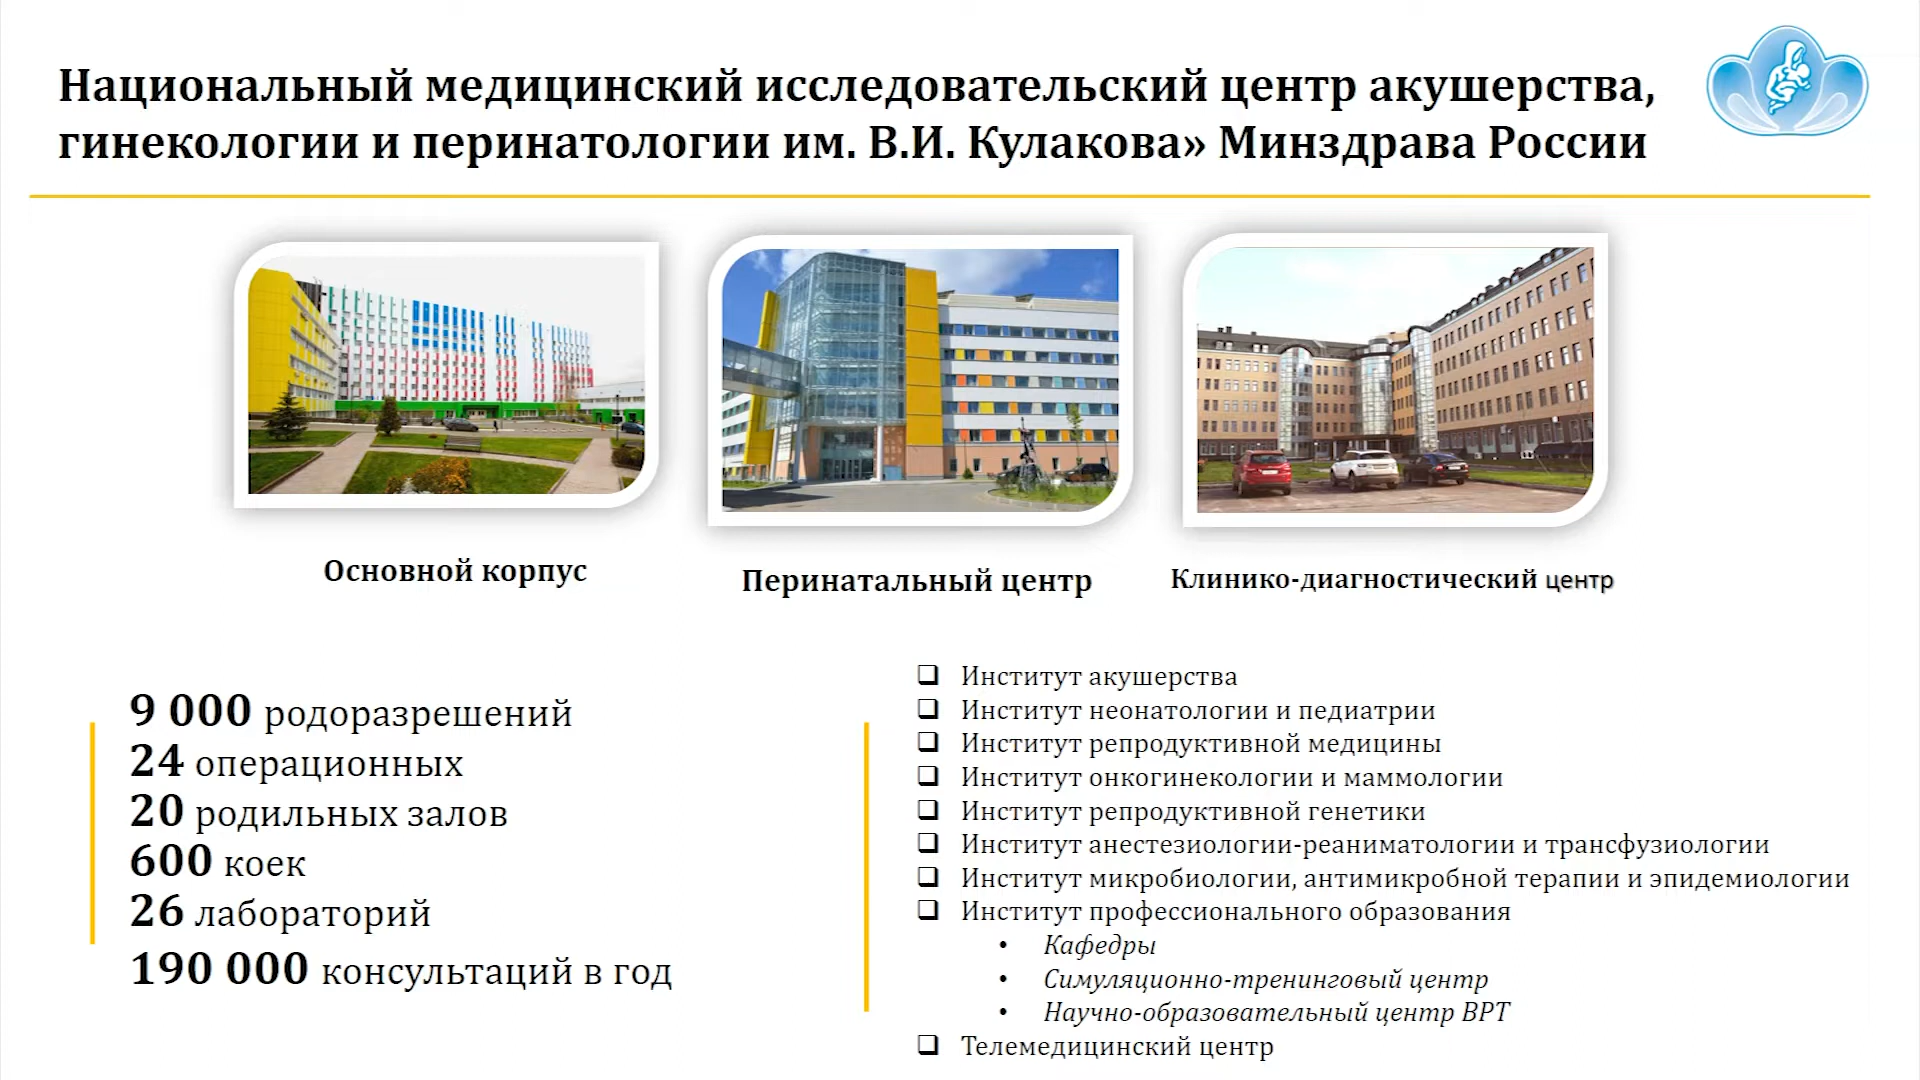 Национальный медицинский исследовательский центр акушерства,
гинекологии и перинатологии им. В.И. Кулакова» Минздрава России
Основной корпус
Перинатальный центр
Клинико-диагностический центр
9 000 родоразрешений
24 операционных
20 родильных залов
600 коек
26 лабораторий
190 000 консультаций в год
❑ Институт акушерства
❑ Институт неонатологии и педиатрии
❑ Институт репродуктивной медицины
❑ Институт онкогинекологии и маммологии
❑ Институт репродуктивной генетики
❑ Институт анестезиологии-реаниматологии и трансфузиологии
❑ Институт микробиологии, антимикробной терапии и эпидемиологии
❑ Институт профессионального образования
• Кафедры
• Симуляционно-тренинговый центр
• Научно-образовательный центр ВРТ
❑ Телемедицинский центр